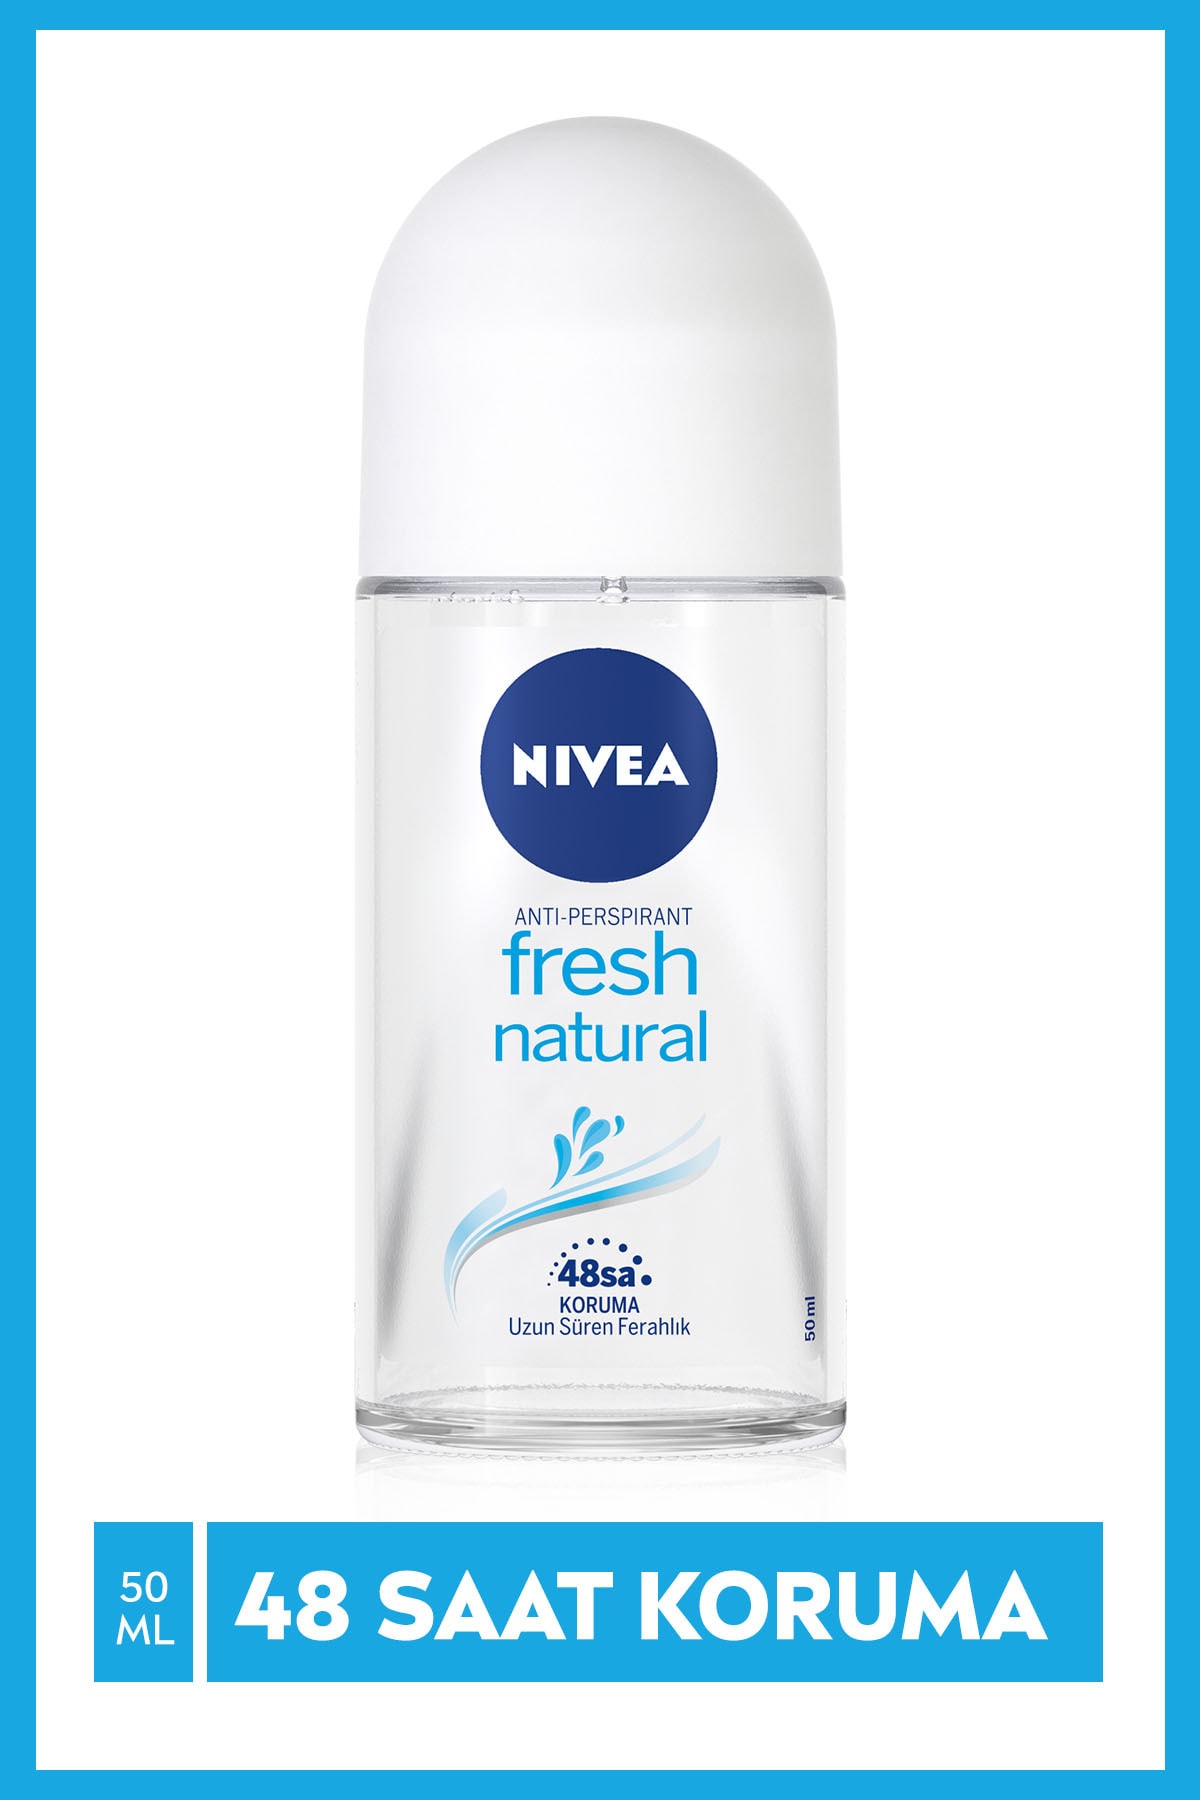 NIVEA
ANTI-PERSPIRANT
fresh
natural
48sa
KORUMA
Uzun Süren Ferahlık
50 ml
50
ML
48 SAAT KORUMA